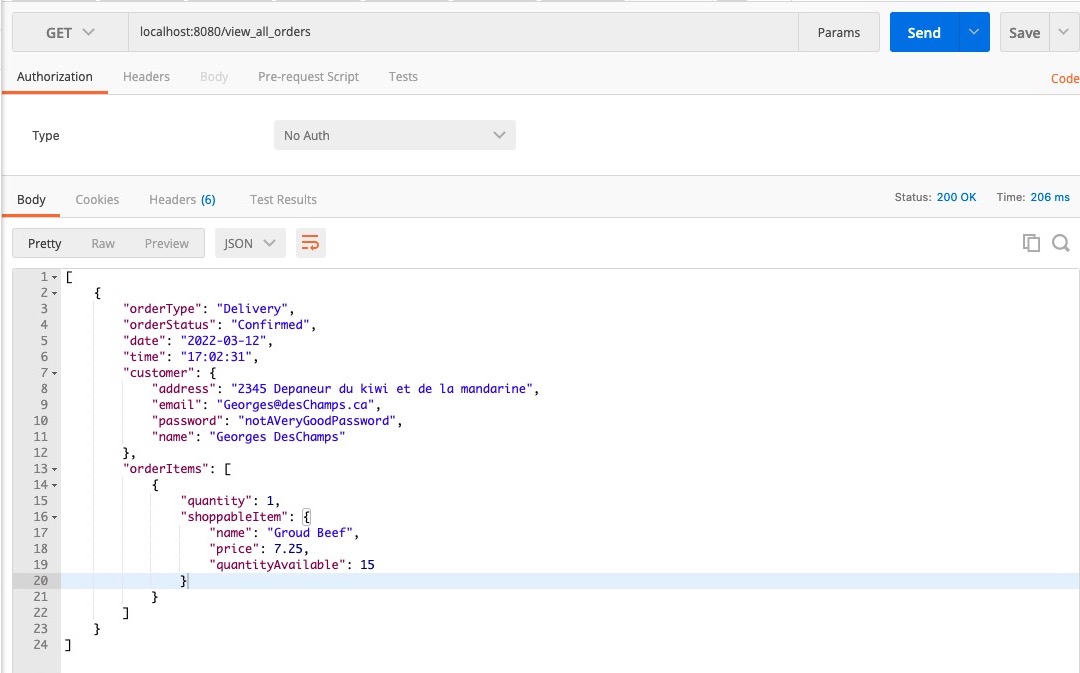 GET localhost:8080/view_all_orders Params Send Save
Authorization Headers Body Pre-request Script Tests Code
Type No Auth
Body Cookies Headers (6) Test Results Status: 200 OK Time: 206 ms
Pretty Raw Preview JSON
1 [
2 {
3 "orderType": "Delivery",
4 "orderStatus": "Confirmed",
5 "date": "2022-03-12",
6 "time": "17:02:31",
7 "customer": {
8 "address": "2345 Depaneur du kiwi et de la mandarine",
9 "email": "Georges@desChamps.ca",
10 "password": "notAVeryGoodPassword",
11 "name": "Georges DesChamps"
12 },
13 "orderItems": [
14 {
15 "quantity": 1,
16 "shoppableItem": {
17 "name": "Groud Beef",
18 "price": 7.25,
19 "quantityAvailable": 15
20 }
21 }
22 ]
23 }
24 ]